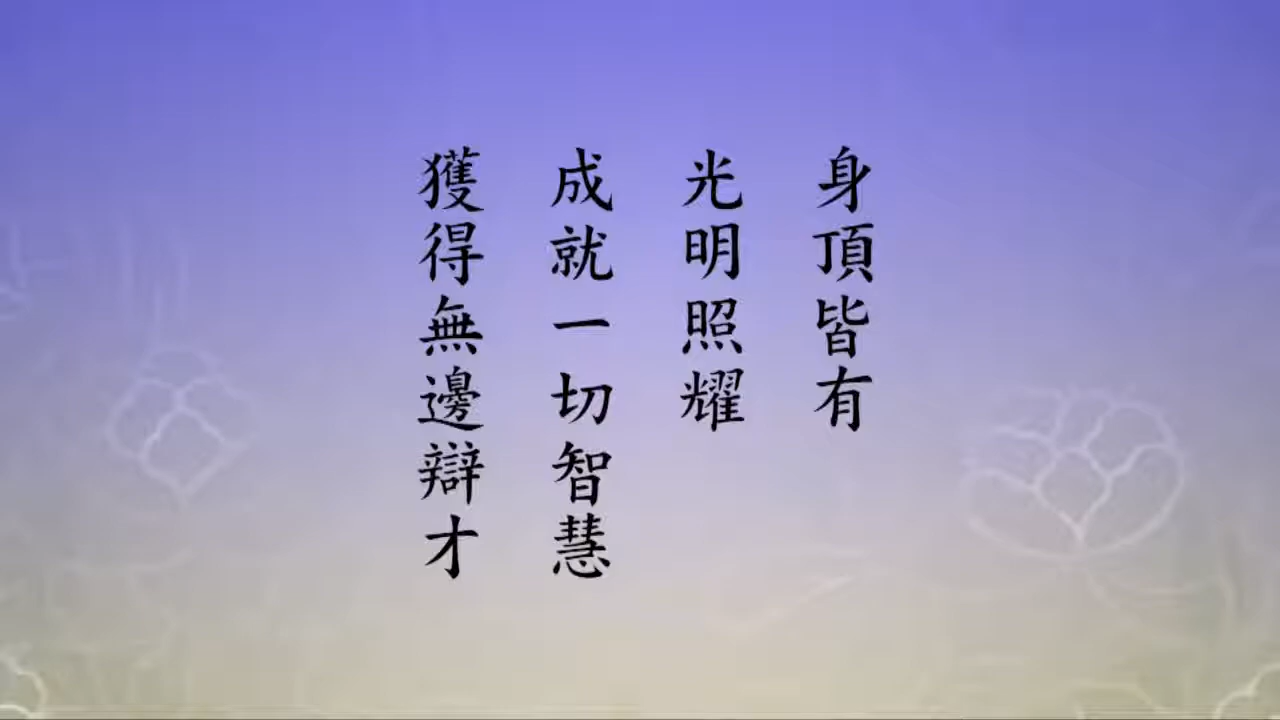 身頂皆有
光明照耀
成就一切智慧
獲得無邊辯才